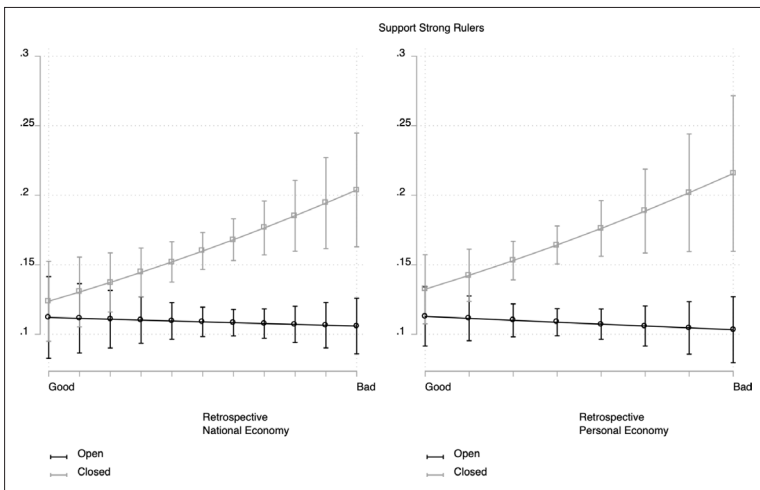 Support Strong Rulers
.3
.25
.2
.15
.1
Good
Bad
Retrospective
National Economy
Open
Closed
.3
.25
.2
.15
.1
Good
Bad
Retrospective
Personal Economy
Open
Closed